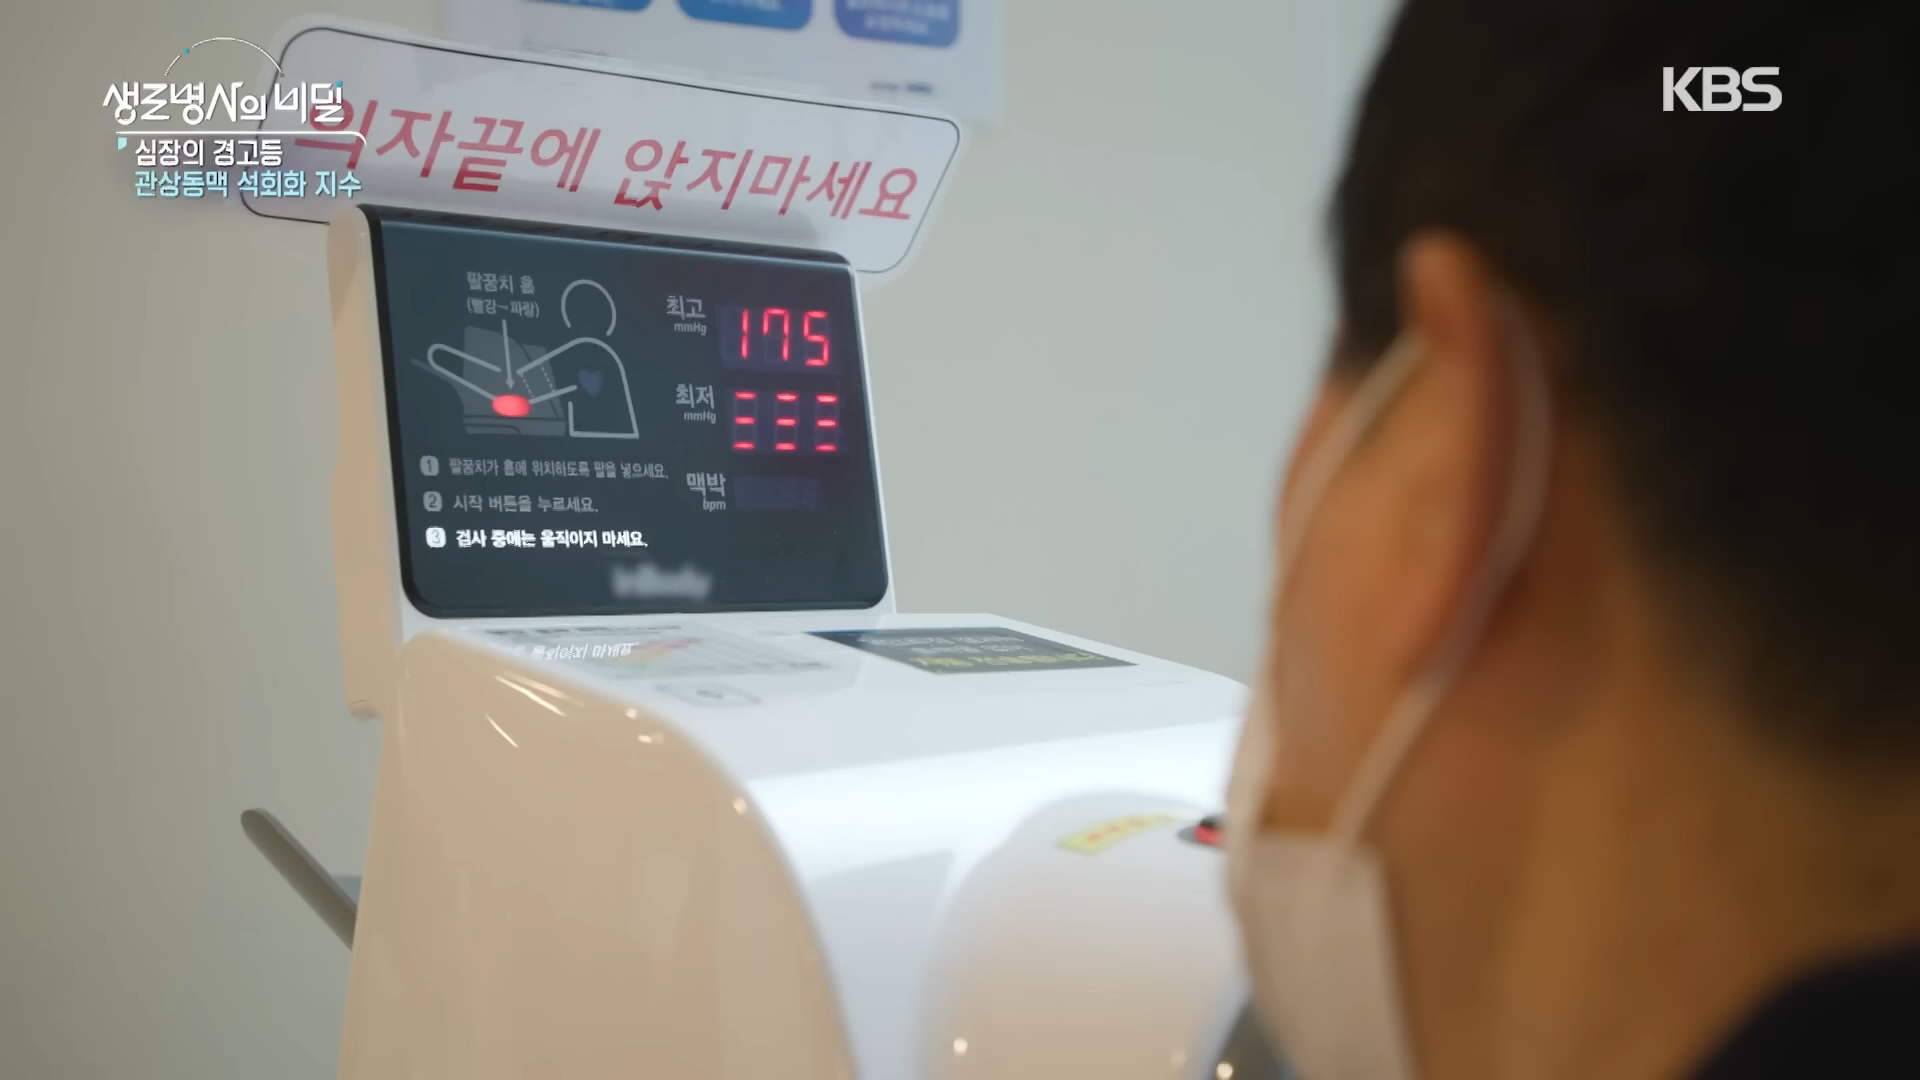 생로병사의 비밀
심장의 경고등
관상동맥 석회화 지수
KBS
의자끝에 앉지마세요
팔꿈치 홈
(빨강~파랑)
최고
mmHg
175
최저
mmHg
맥박
bpm
1 팔꿈치가 홈에 위치하도록 팔을 넣으세요.
2 시작 버튼을 누르세요.
3 검사 중에는 움직이지 마세요.